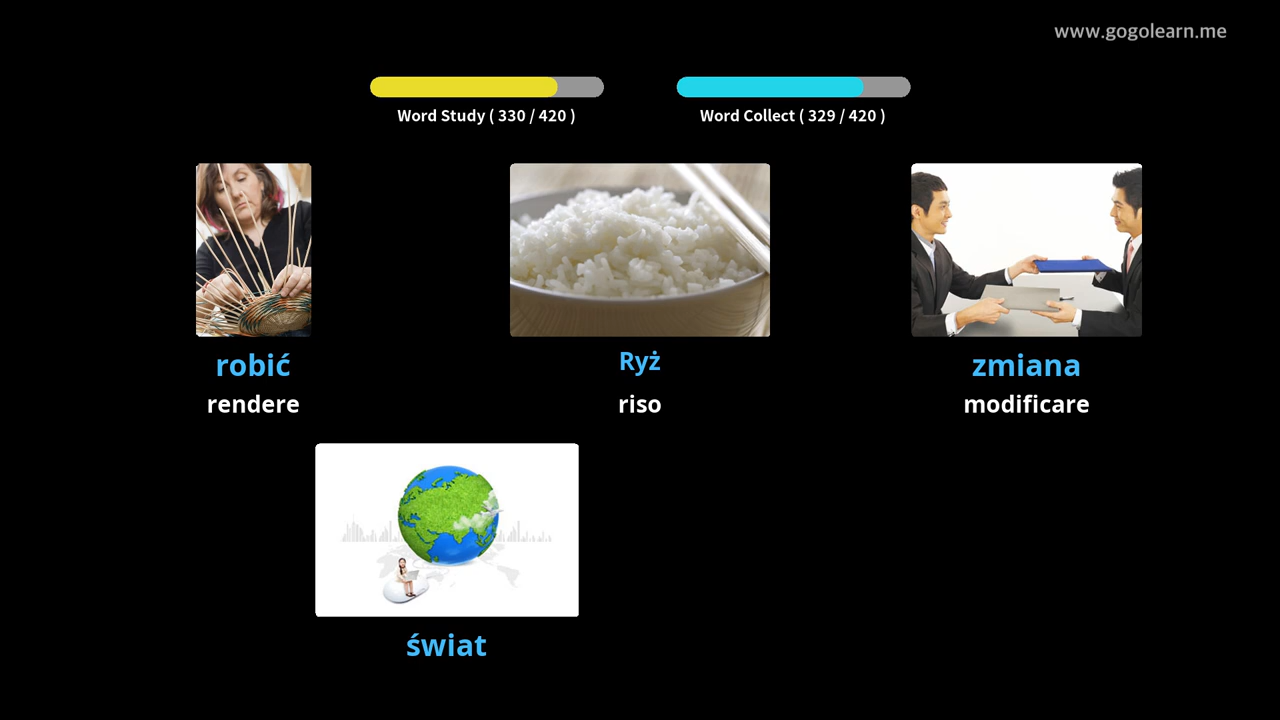 www.gogolearn.me
Word Study ( 330 / 420 )
Word Collect ( 329 / 420 )
robić
Ryż
zmiana
rendere
riso
modificare
świat